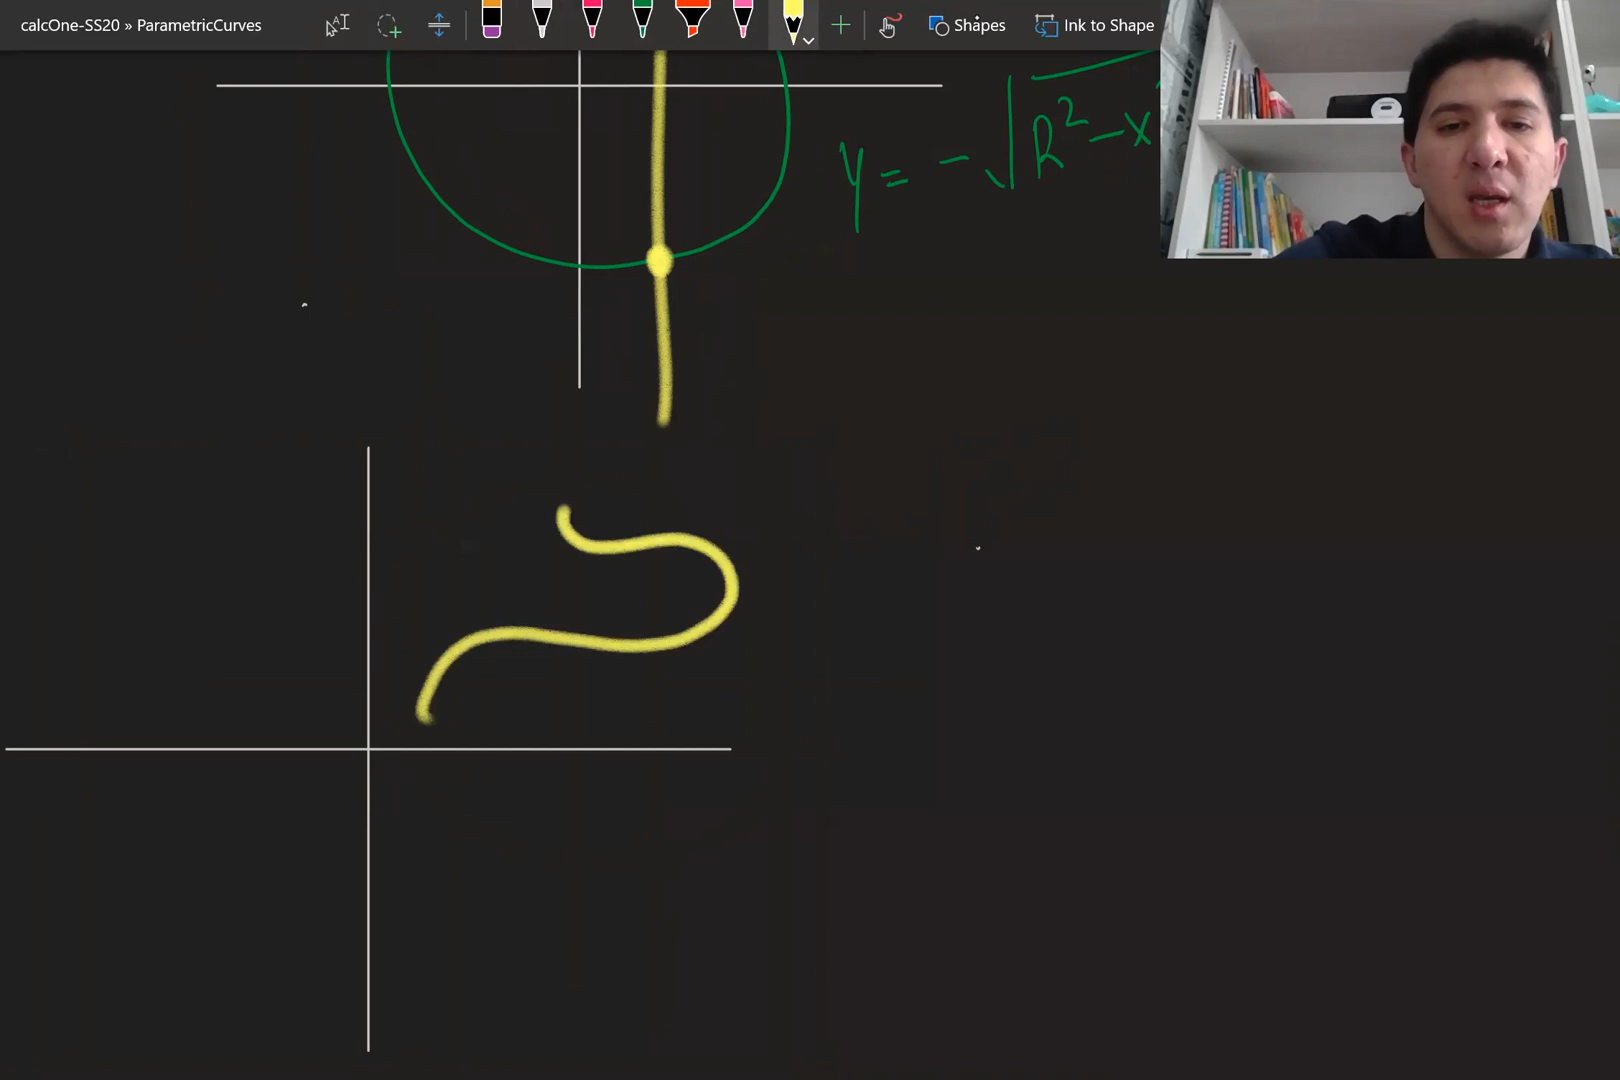 calcOne-SS20 » ParametricCurves
Shapes
Ink to Shape
y = -√R²-x